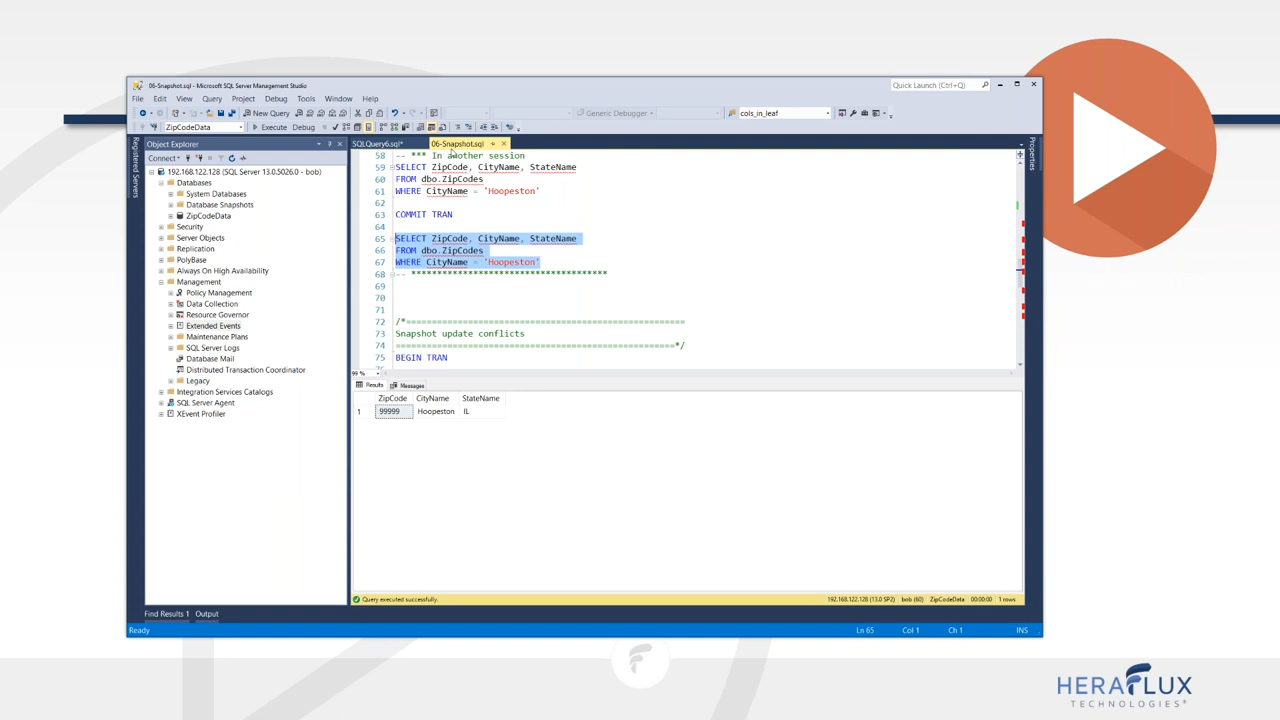 06-Snapshot.sql - Microsoft SQL Server Management Studio
Quick Launch (Ctrl+Q)
File Edit View Query Project Debug Tools Window Help
New Query
Generic Debugger
cols_in_leaf
ZipCodeData
Execute Debug
Registered Servers
Object Explorer
Connect
192.168.122.128 (SQL Server 13.0.5026.0 - bob)
Databases
System Databases
Database Snapshots
ZipCodeData
Security
Server Objects
Replication
PolyBase
Always On High Availability
Management
Policy Management
Data Collection
Resource Governor
Extended Events
Maintenance Plans
SQL Server Logs
Database Mail
Distributed Transaction Coordinator
Legacy
Integration Services Catalogs
SQL Server Agent
XEvent Profiler
SQLQuery6.sql*
06-Snapshot.sql
Properties
58 -- *** In another session
59 SELECT ZipCode, CityName, StateName
60 FROM dbo.ZipCodes
61 WHERE CityName = 'Hoopeston'
62
63 COMMIT TRAN
64
65 SELECT ZipCode, CityName, StateName
66 FROM dbo.ZipCodes
67 WHERE CityName = 'Hoopeston'
68 -- **********************************
69
70
71
72 /*==================================================
73 Snapshot update conflicts
74 ==================================================*/
75 BEGIN TRAN
99 %
Results Messages
ZipCode CityName StateName
1 99999 Hoopeston IL
Query executed successfully.
192.168.122.128 (13.0 SP2) bob (60) ZipCodeData 00:00:00 1 rows
Find Results 1 Output
Ready Ln 65 Col 1 Ch 1 INS
HERAFLUX
TECHNOLOGIES®